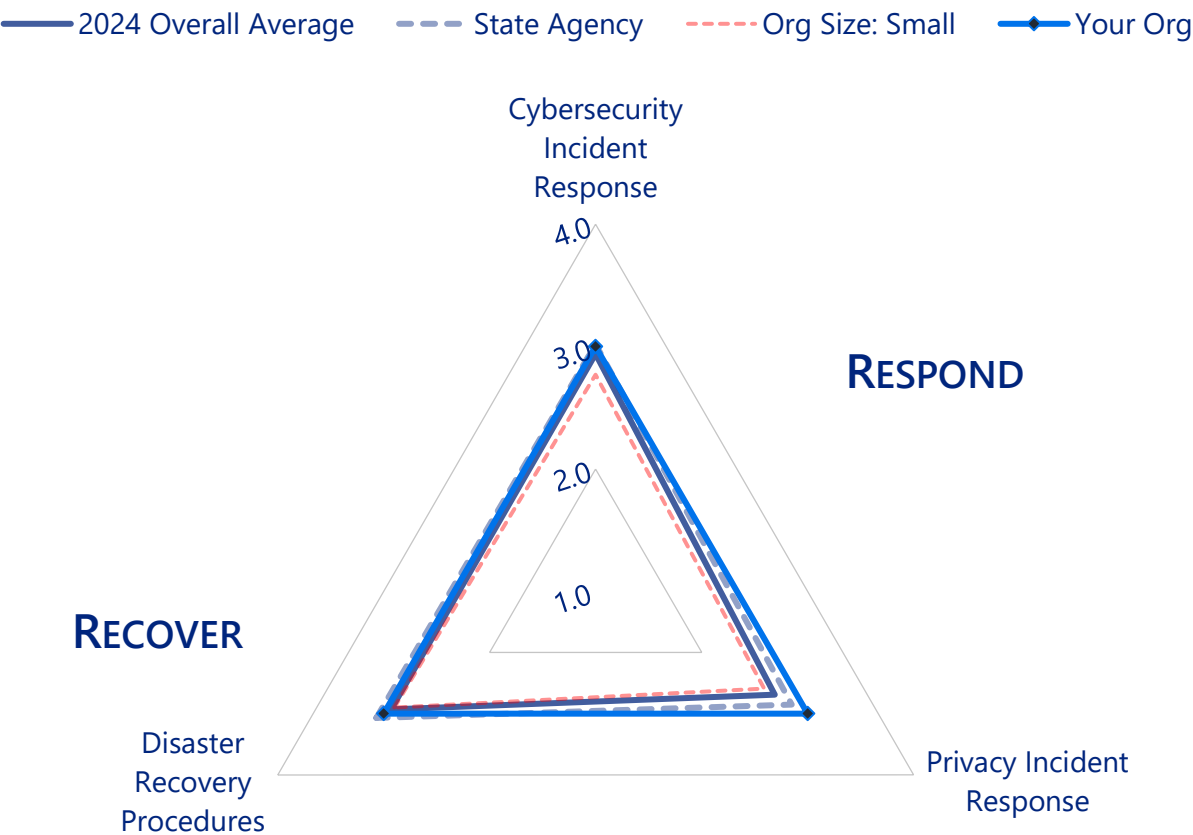 2024 Overall Average State Agency Org Size: Small Your Org
Cybersecurity
Incident
Response
4.0
3.0
RESPOND
2.0
1.0
RECOVER
Disaster
Recovery
Procedures
Privacy Incident
Response